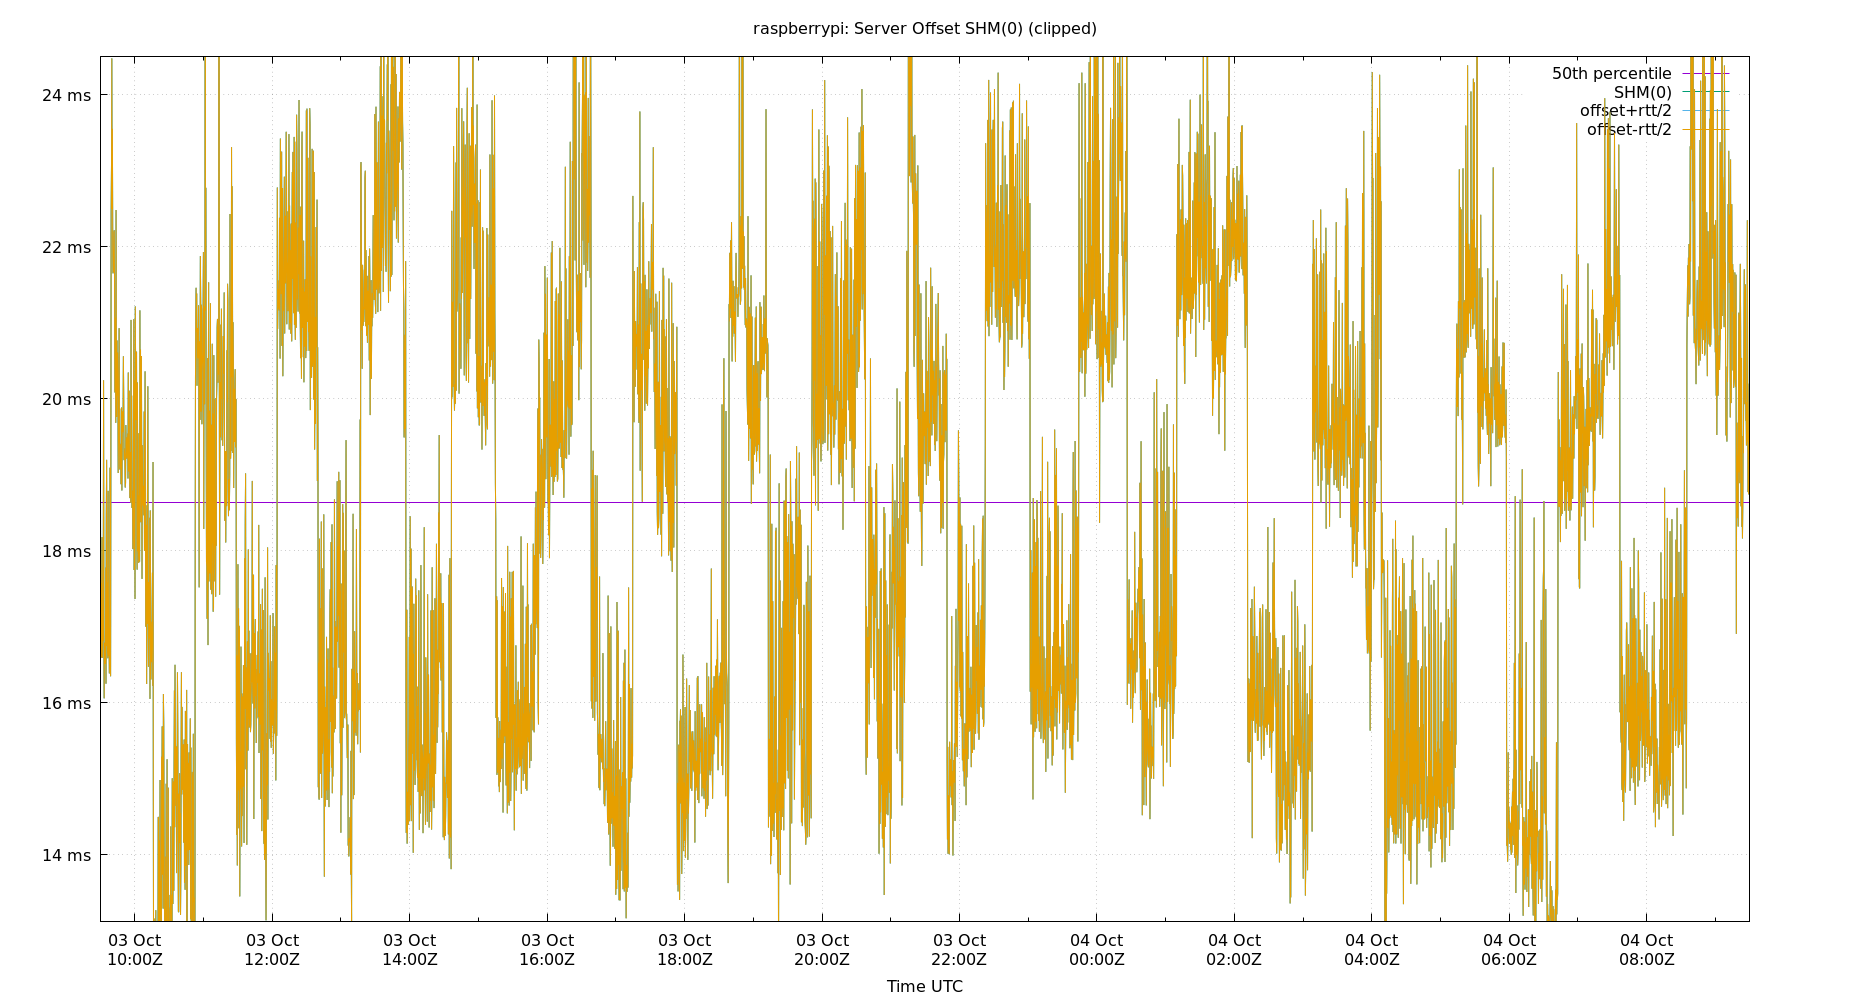 raspberrypi: Server Offset SHM(0) (clipped)
50th percentile
SHM(0)
offset+rtt/2
offset-rtt/2
24 ms
22 ms
20 ms
18 ms
16 ms
14 ms
03 Oct 03 Oct 03 Oct 03 Oct 03 Oct 03 Oct 03 Oct 04 Oct 04 Oct 04 Oct 04 Oct 04 Oct
10:00Z 12:00Z 14:00Z 16:00Z 18:00Z 20:00Z 22:00Z 00:00Z 02:00Z 04:00Z 06:00Z 08:00Z
Time UTC